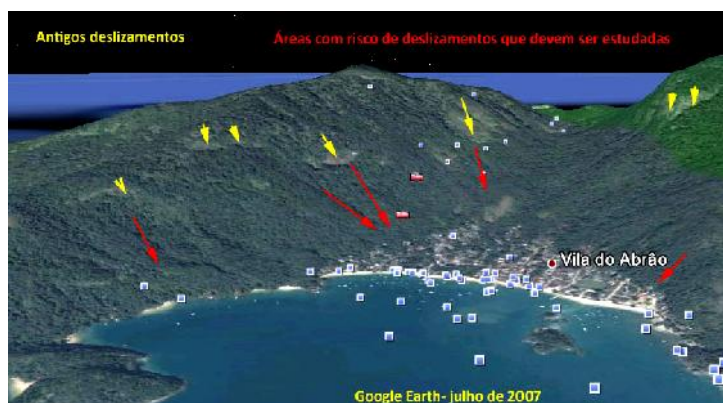 Antigos deslizamentos
Áreas com risco de deslizamentos que devem ser estudadas
Vila do Abrão
Google Earth- julho de 2007